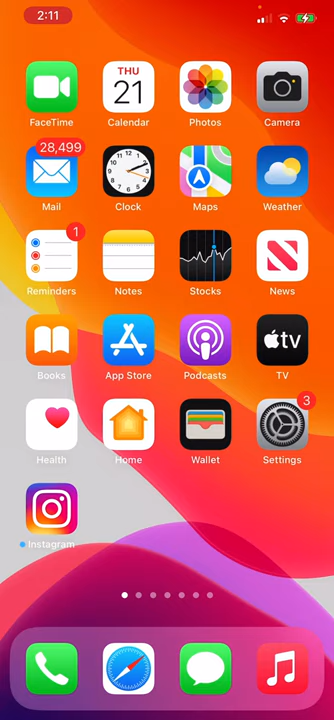 2:11
THU
21
FaceTime Calendar Photos Camera
28,499
Mail Clock Maps Weather
1
Reminders Notes Stocks News
tv
Books App Store Podcasts TV
3
Health Home Wallet Settings
Instagram